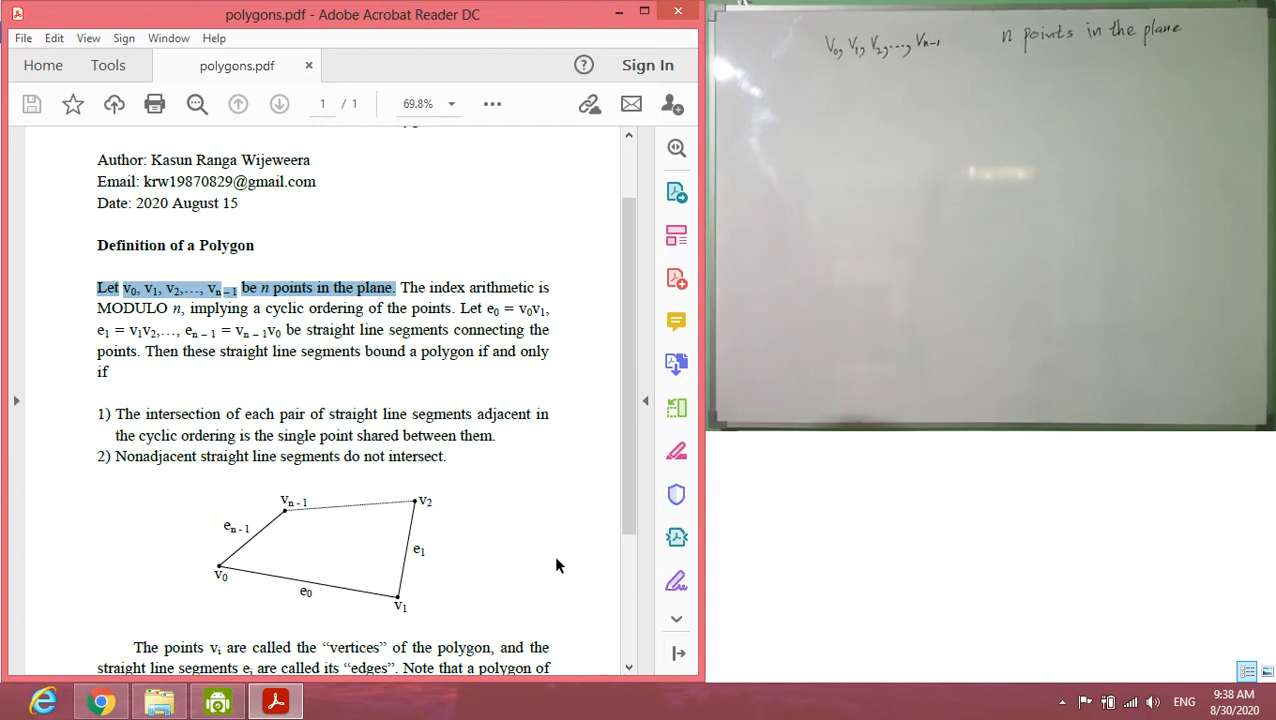 polygons.pdf - Adobe Acrobat Reader DC
File Edit View Sign Window Help
Home Tools polygons.pdf × Sign In
1 / 1 69.8%
Author: Kasun Ranga Wijeweera
Email: krw19870829@gmail.com
Date: 2020 August 15
Definition of a Polygon
Let v0, v1, v2,…, vn – 1 be n points in the plane. The index arithmetic is
MODULO n, implying a cyclic ordering of the points. Let e0 = v0v1,
e1 = v1v2,…, en – 1 = vn – 1v0 be straight line segments connecting the
points. Then these straight line segments bound a polygon if and only
if
1) The intersection of each pair of straight line segments adjacent in
the cyclic ordering is the single point shared between them.
2) Nonadjacent straight line segments do not intersect.
vn - 1
v2
en - 1
e1
v0
e0
v1
The points vi are called the “vertices” of the polygon, and the
straight line segments ei are called its “edges”. Note that a polygon of
v0, v1, v2, ..., vn-1 n points in the plane
ENG
9:38 AM
8/30/2020